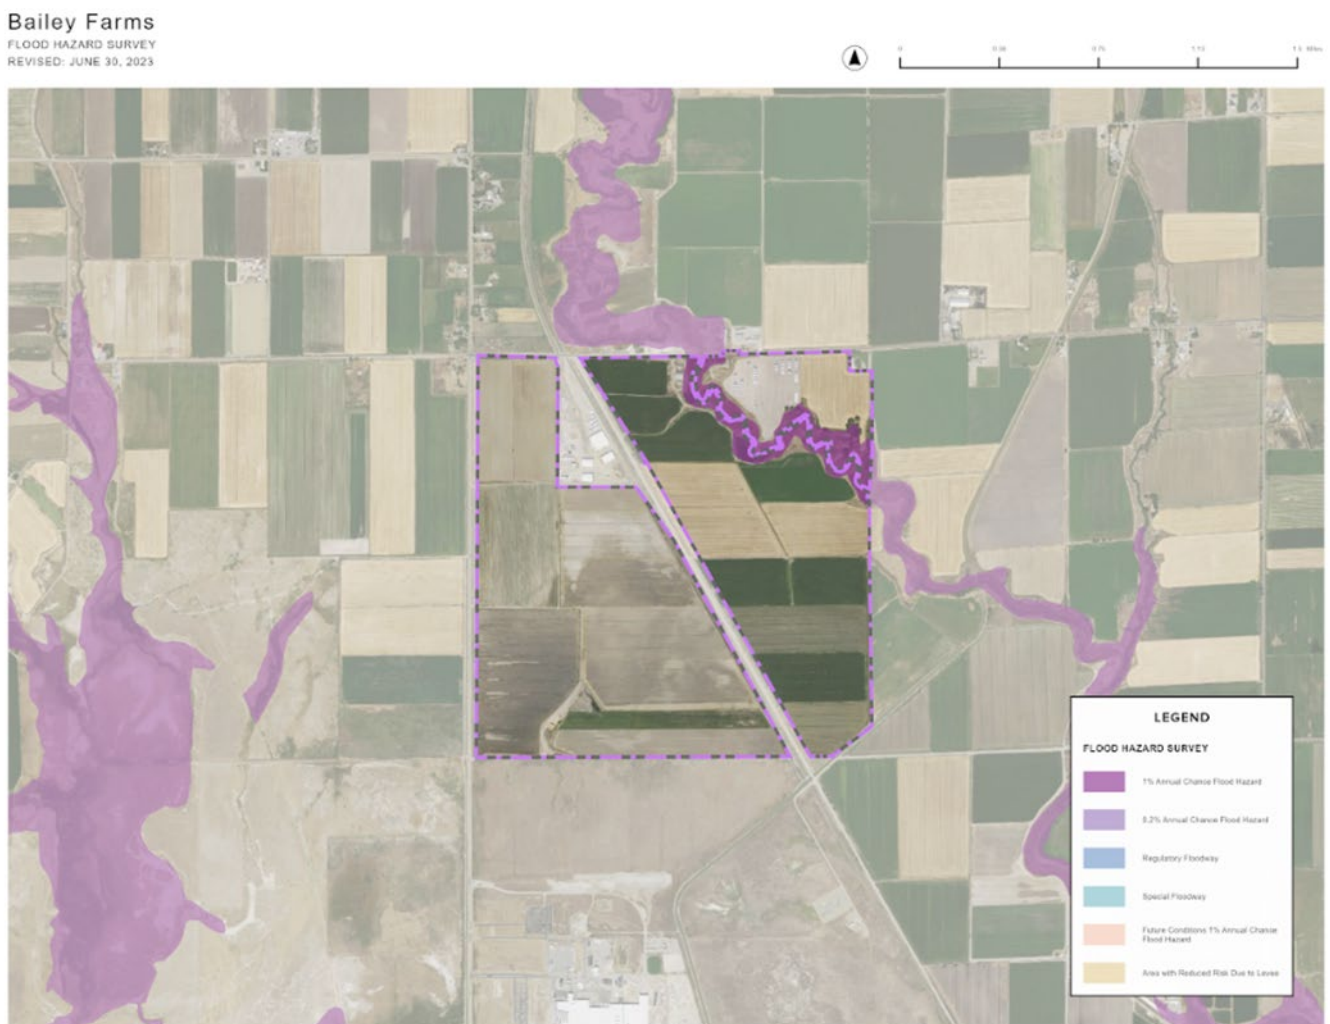 Bailey Farms
FLOOD HAZARD SURVEY
REVISED: JUNE 30, 2023
0
LEGEND
FLOOD HAZARD SURVEY
1% Annual Chance Flood Hazard
0.2% Annual Chance Flood Hazard
Regulatory Floodway
Special Floodway
Future Conditions 1% Annual Chance
Flood Hazard
Area with Reduced Risk Due to Levee